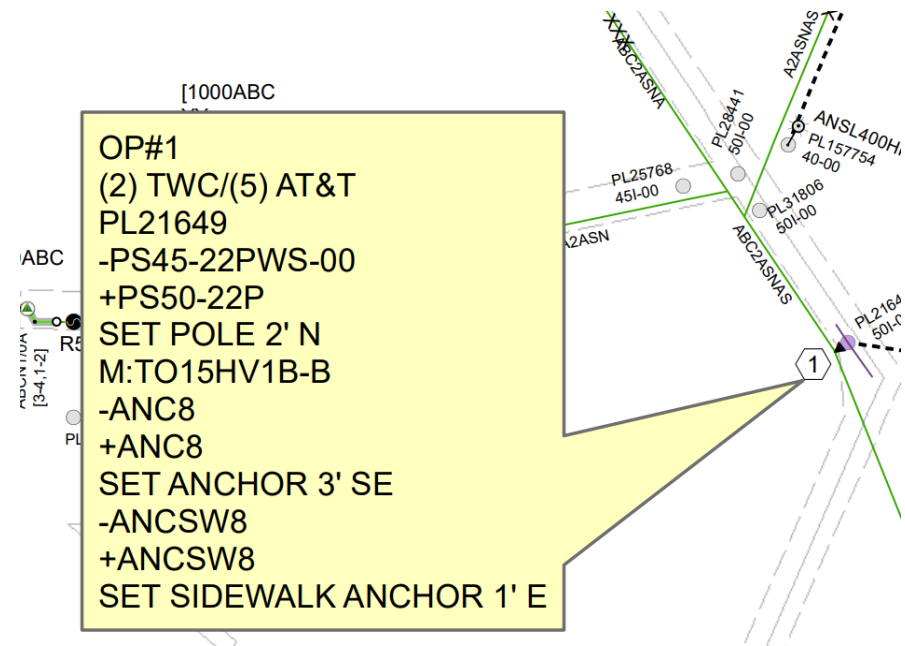 [1000ABC
OP#1
(2) TWC/(5) AT&T
PL21649
-PS45-22PWS-00
+PS50-22P
SET POLE 2' N
M:TO15HV1B-B
-ANC8
+ANC8
SET ANCHOR 3' SE
-ANCSW8
+ANCSW8
SET SIDEWALK ANCHOR 1' E
[3-4,1-2]
XXX
ABC2ASNA
A2ASNAS
PL28441
50I-00
PL157754
40-00
PL25768
45I-00
PL31806
50I-00
A2ASN
ABC2ASNAS
1